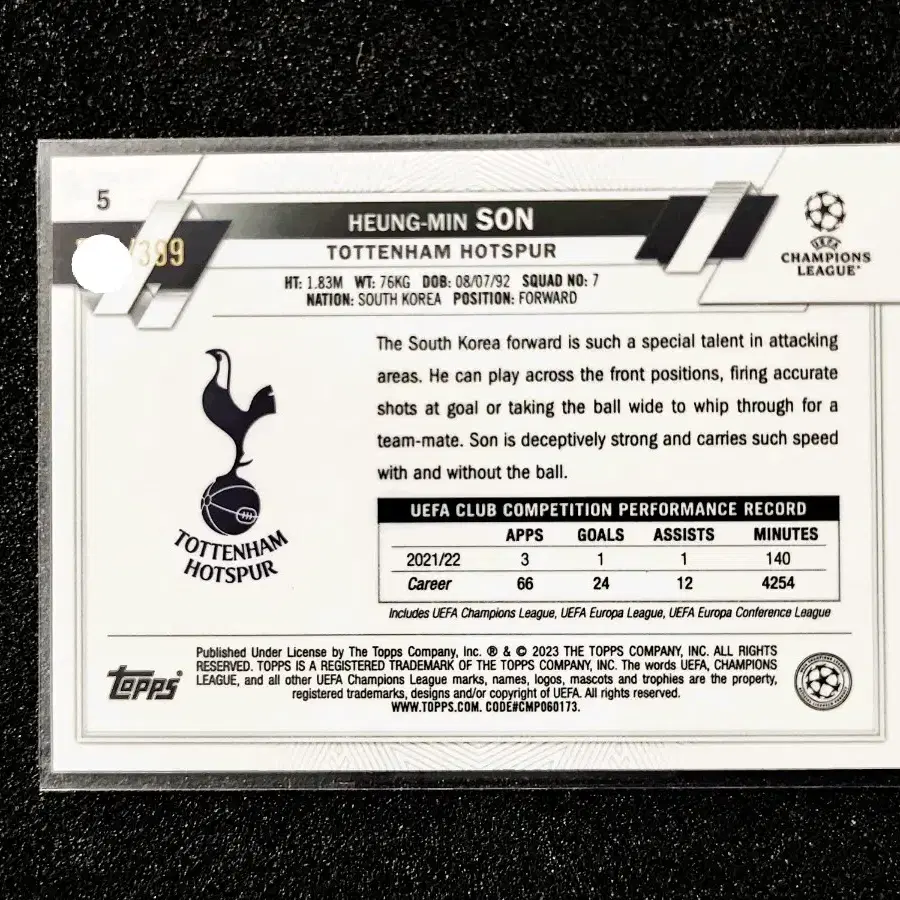 5
/399
HEUNG-MIN SON
TOTTENHAM HOTSPUR
HT: 1.83M WT: 76KG DOB: 08/07/92 SQUAD NO: 7
NATION: SOUTH KOREA POSITION: FORWARD
UEFA
CHAMPIONS
LEAGUE®
The South Korea forward is such a special talent in attacking
areas. He can play across the front positions, firing accurate
shots at goal or taking the ball wide to whip through for a
team-mate. Son is deceptively strong and carries such speed
with and without the ball.
TOTTENHAM
HOTSPUR
UEFA CLUB COMPETITION PERFORMANCE RECORD
APPS GOALS ASSISTS MINUTES
2021/22 3 1 1 140
Career 66 24 12 4254
Includes UEFA Champions League, UEFA Europa League, UEFA Europa Conference League
topps®
Published Under License by The Topps Company, Inc. ® & © 2023 THE TOPPS COMPANY, INC. ALL RIGHTS
RESERVED. TOPPS IS A REGISTERED TRADEMARK OF THE TOPPS COMPANY, INC. The words UEFA, CHAMPIONS
LEAGUE, and all other UEFA Champions League marks, names, logos, mascots and trophies are the property,
registered trademarks, designs and/or copyright of UEFA. All rights reserved.
WWW.TOPPS.COM. CODE#CMP060173.